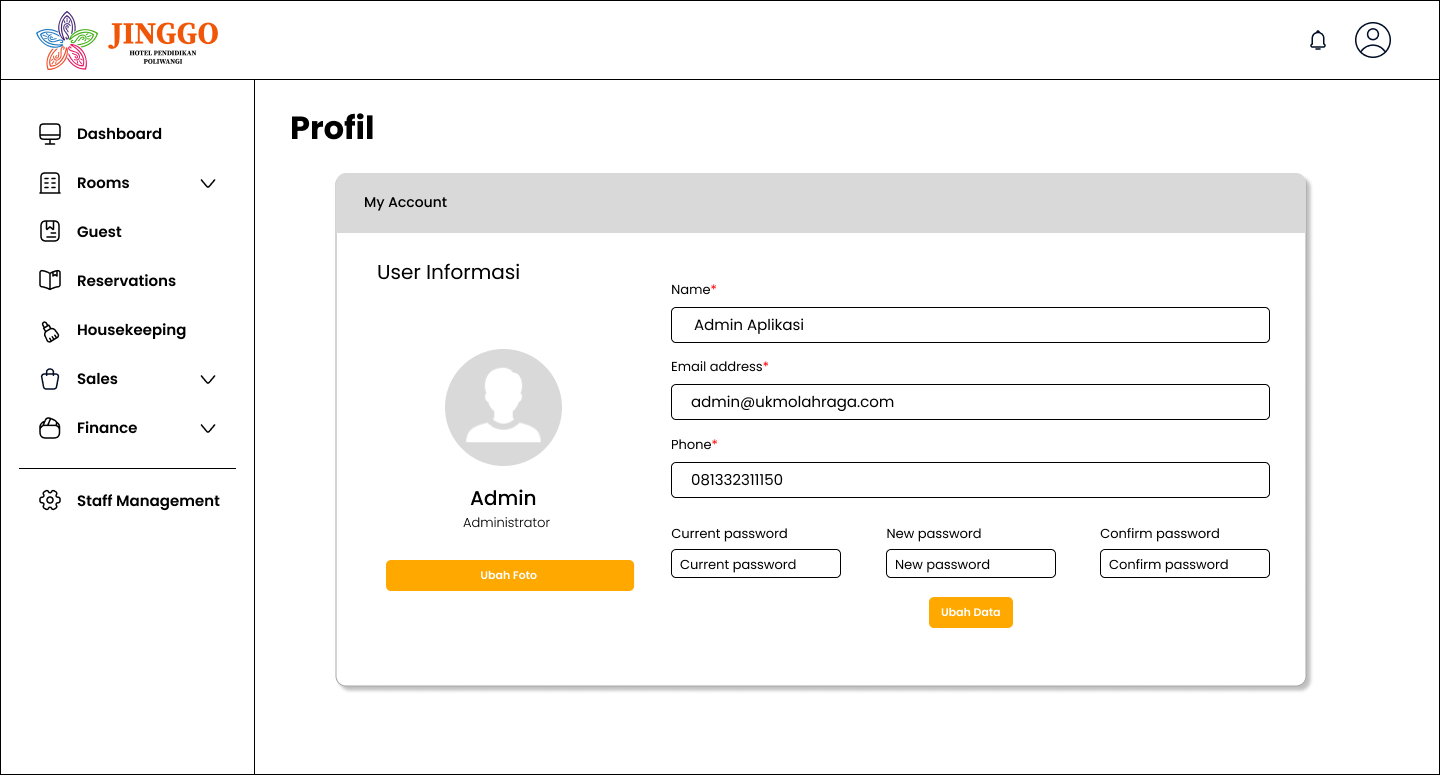 JINGGO
HOTEL PENDIDIKAN
POLIWANGI
Dashboard
Rooms
Guest
Reservations
Housekeeping
Sales
Finance
Staff Management
Profil
My Account
User Informasi
Admin
Administrator
Ubah Foto
Name*
Admin Aplikasi
Email address*
admin@ukmolahraga.com
Phone*
081332311150
Current password New password Confirm password
Current password New password Confirm password
Ubah Data